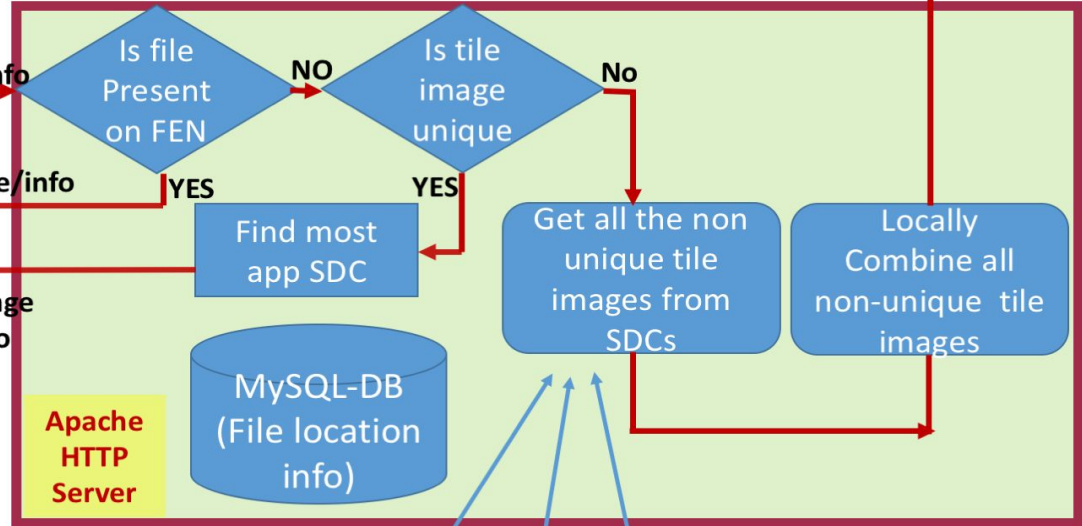 Is file
Present
on FEN
NO
Is tile
image
unique
No
YES
YES
Find most
app SDC
Get all the non
unique tile
images from
SDCs
Locally
Combine all
non-unique tile
images
MySQL-DB
(File location
info)
Apache
HTTP
Server